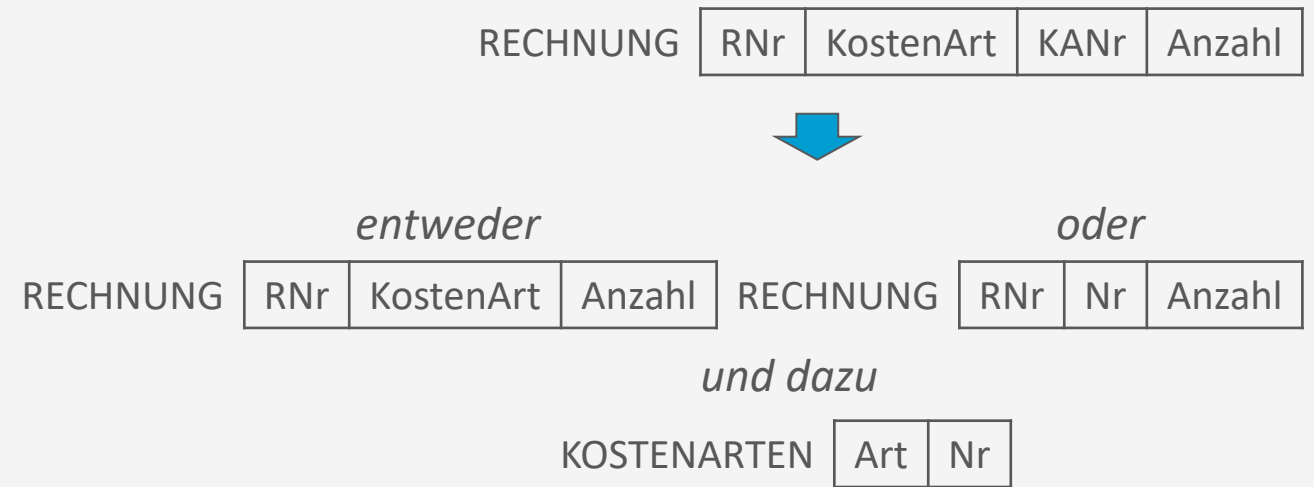 RECHNUNG RNr KostenArt KANr Anzahl
entweder oder
RECHNUNG RNr KostenArt Anzahl RECHNUNG RNr Nr Anzahl
und dazu
KOSTENARTEN Art Nr